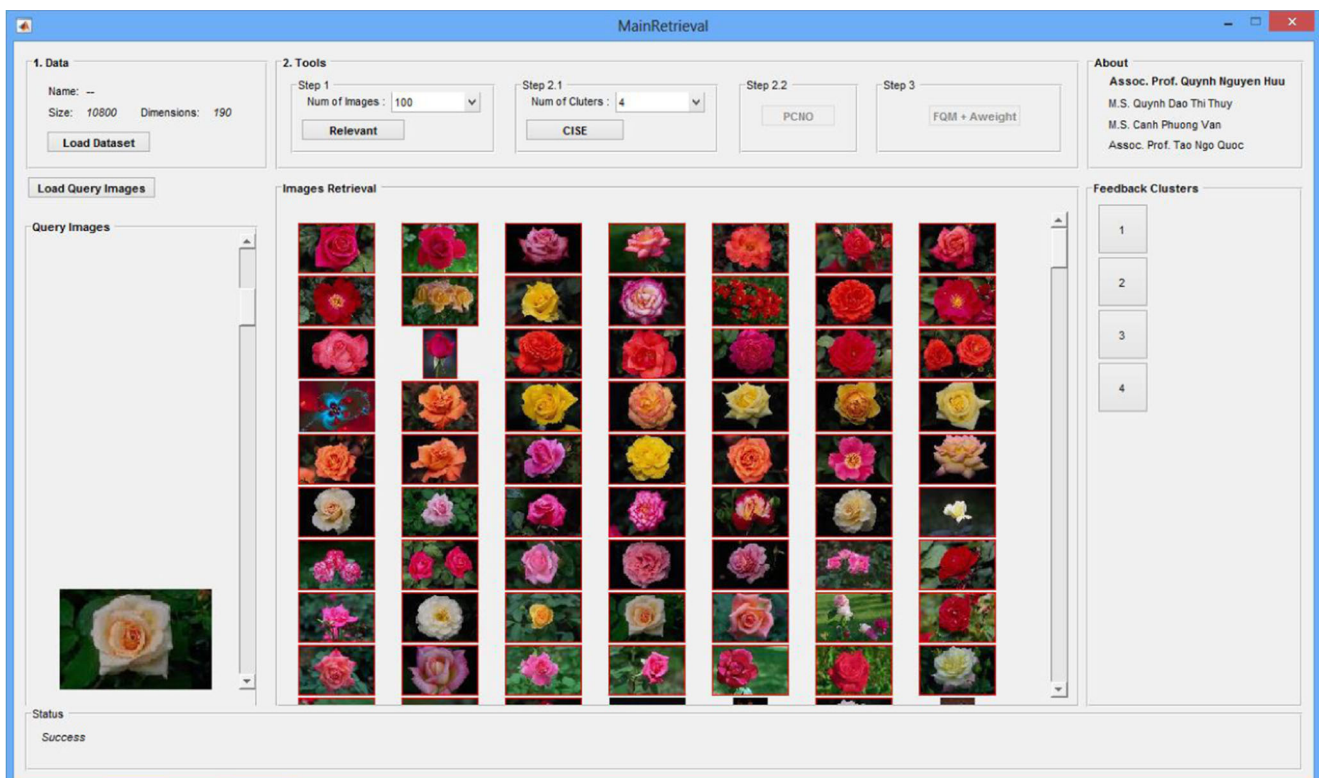 MainRetrieval
1. Data
Name: --
Size: 10800 Dimensions: 190
Load Dataset
2. Tools
Step 1
Num of Images : 100
Relevant
Step 2.1
Num of Cluters : 4
CISE
Step 2.2
PCNO
Step 3
FQM + Aweight
About
Assoc. Prof. Quynh Nguyen Huu
M.S. Quynh Dao Thi Thuy
M.S. Canh Phuong Van
Assoc. Prof. Tao Ngo Quoc
Load Query Images
Query Images
Images Retrieval
Feedback Clusters
1
2
3
4
Status
Success